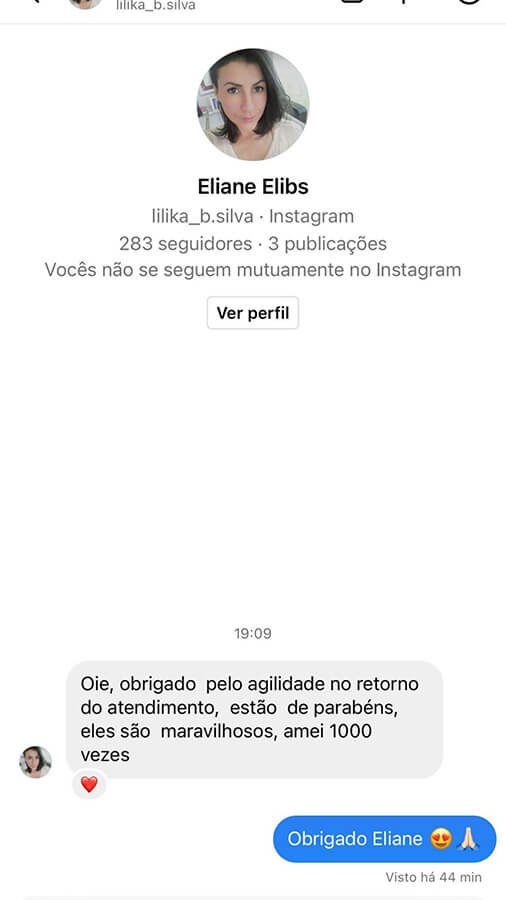 lilika_b.silva
Eliane Elibs
lilika_b.silva · Instagram
283 seguidores · 3 publicações
Vocês não se seguem mutuamente no Instagram
Ver perfil
19:09
Oie, obrigado  pelo agilidade no retorno
do atendimento,  estão  de parabéns,
eles são  maravilhosos, amei 1000
vezes
❤️
Obrigado Eliane 😍🙏🏻
Visto há 44 min